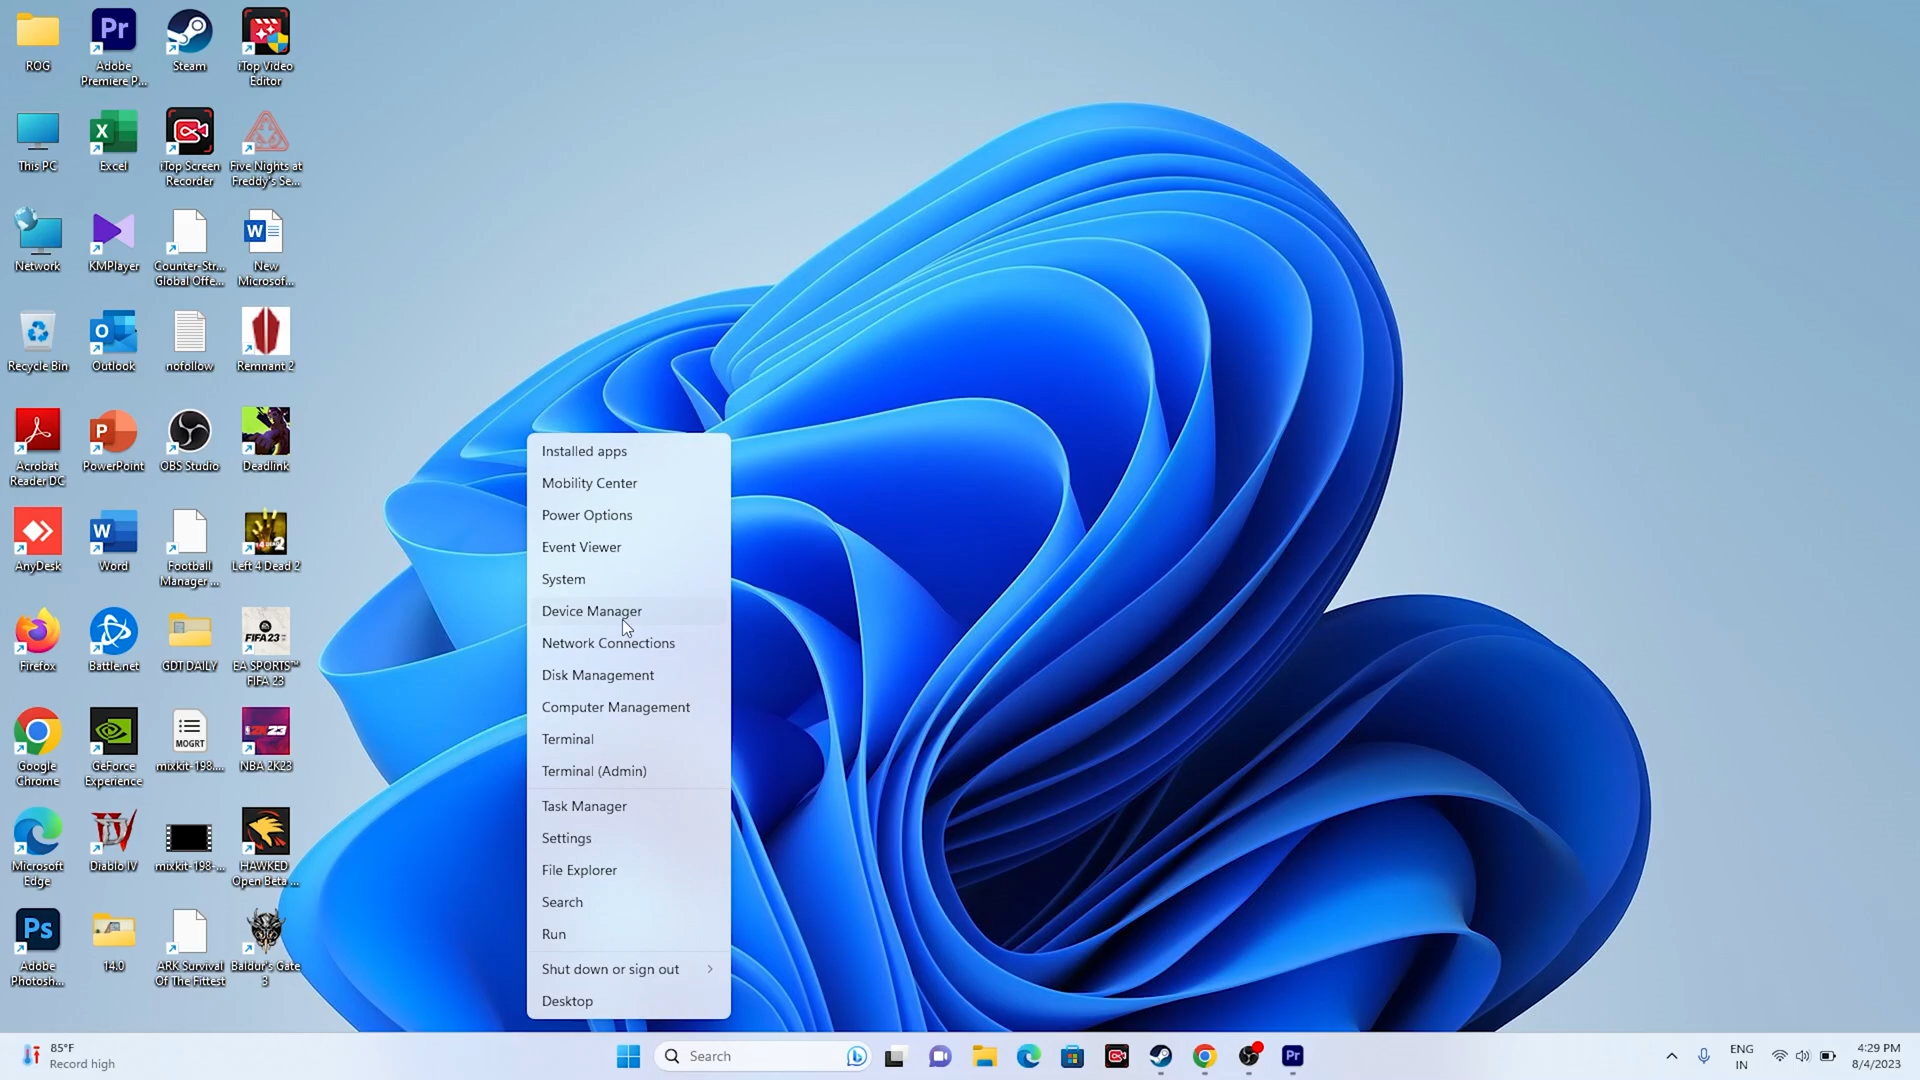 ROG
Adobe
Premiere P...
Steam
iTop Video
Editor
This PC
Excel
iTop Screen
Recorder
Five Nights at
Freddy's Se...
Network
KMPlayer
Counter-Str...
Global Offe...
New
Microsof...
Recycle Bin
Outlook
nofollow
Remnant 2
Acrobat
Reader DC
PowerPoint
OBS Studio
Deadlink
AnyDesk
Word
Football
Manager ...
Left 4 Dead 2
Firefox
Battle.net
GDT DAILY
EA SPORTS™
FIFA 23
Google
Chrome
GeForce
Experience
MOGRT
mixkit-198....
NBA 2K23
Microsoft
Edge
Diablo IV
mixkit-198-...
HAWKED
Open Beta ...
Adobe
Photosh...
14.0
ARK Survival
Of The Fittest
Baldur's Gate
3
Installed apps
Mobility Center
Power Options
Event Viewer
System
Device Manager
Network Connections
Disk Management
Computer Management
Terminal
Terminal (Admin)
Task Manager
Settings
File Explorer
Search
Run
Shut down or sign out
Desktop
85°F
Record high
Search
ENG
IN
4:29 PM
8/4/2023